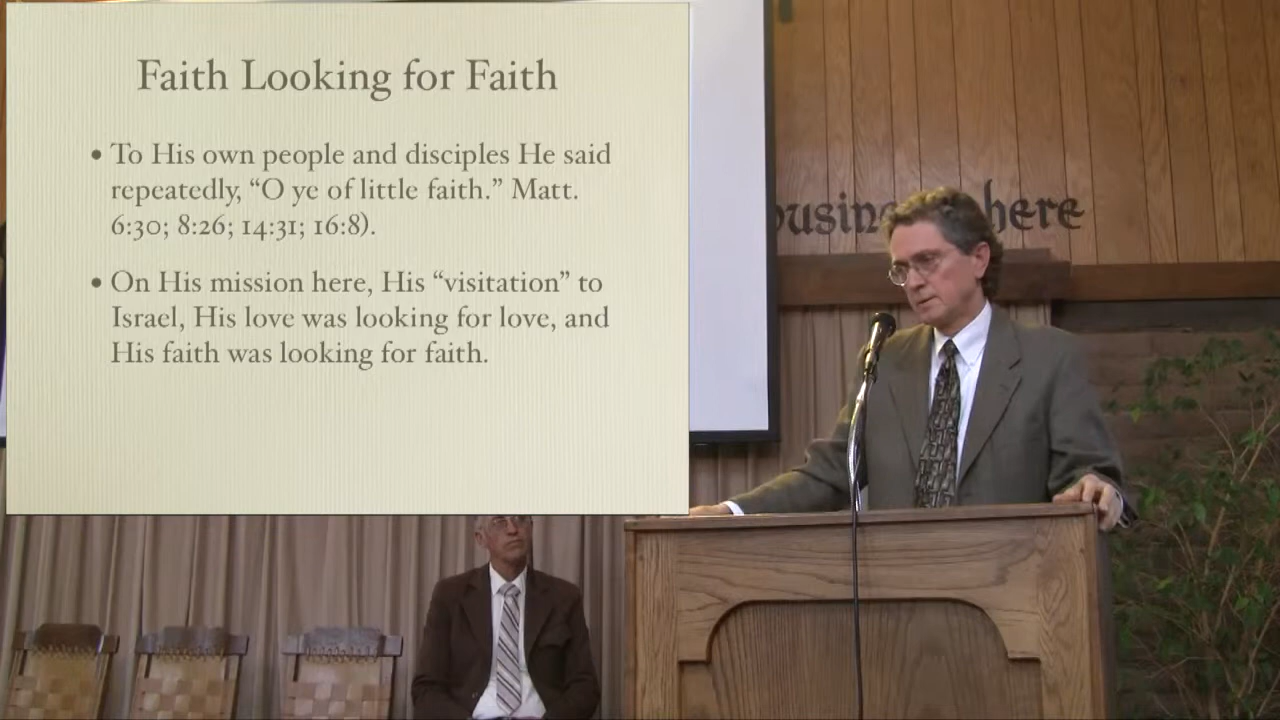 Faith Looking for Faith
• To His own people and disciples He said
repeatedly, “O ye of little faith.” Matt.
6:30; 8:26; 14:31; 16:8).
• On His mission here, His “visitation” to
Israel, His love was looking for love, and
His faith was looking for faith.
here